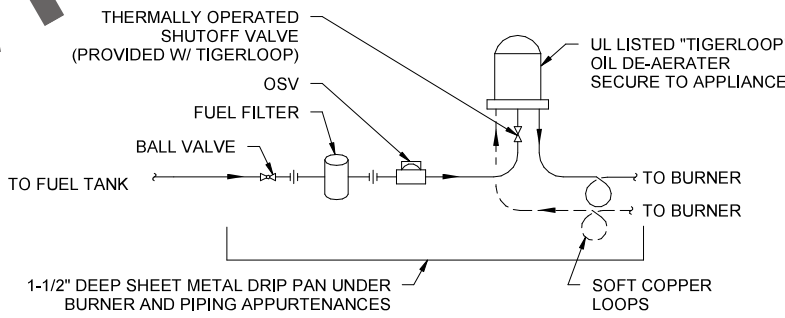 THERMALLY OPERATED
SHUTOFF VALVE
(PROVIDED W/ TIGERLOOP)
OSV
FUEL FILTER
BALL VALVE
TO FUEL TANK
UL LISTED "TIGERLOOP"
OIL DE-AERATER
SECURE TO APPLIANCE
TO BURNER
TO BURNER
1-1/2" DEEP SHEET METAL DRIP PAN UNDER
BURNER AND PIPING APPURTENANCES
SOFT COPPER
LOOPS